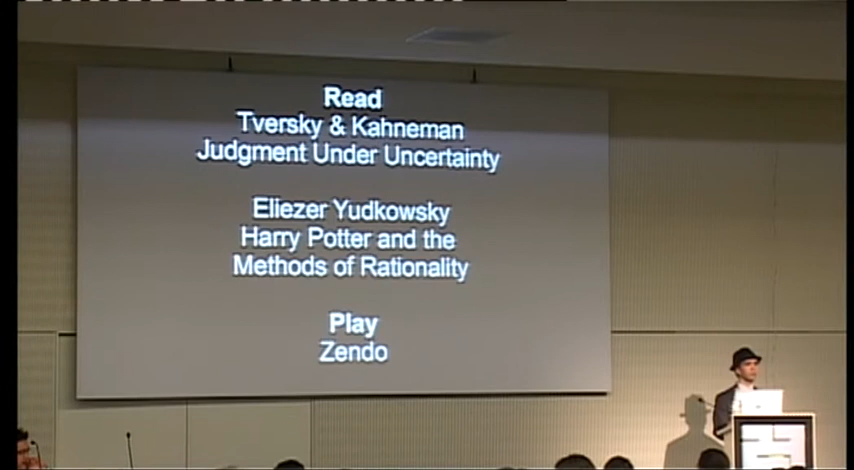 Read
Tversky & Kahneman
Judgment Under Uncertainty
Eliezer Yudkowsky
Harry Potter and the
Methods of Rationality
Play
Zendo